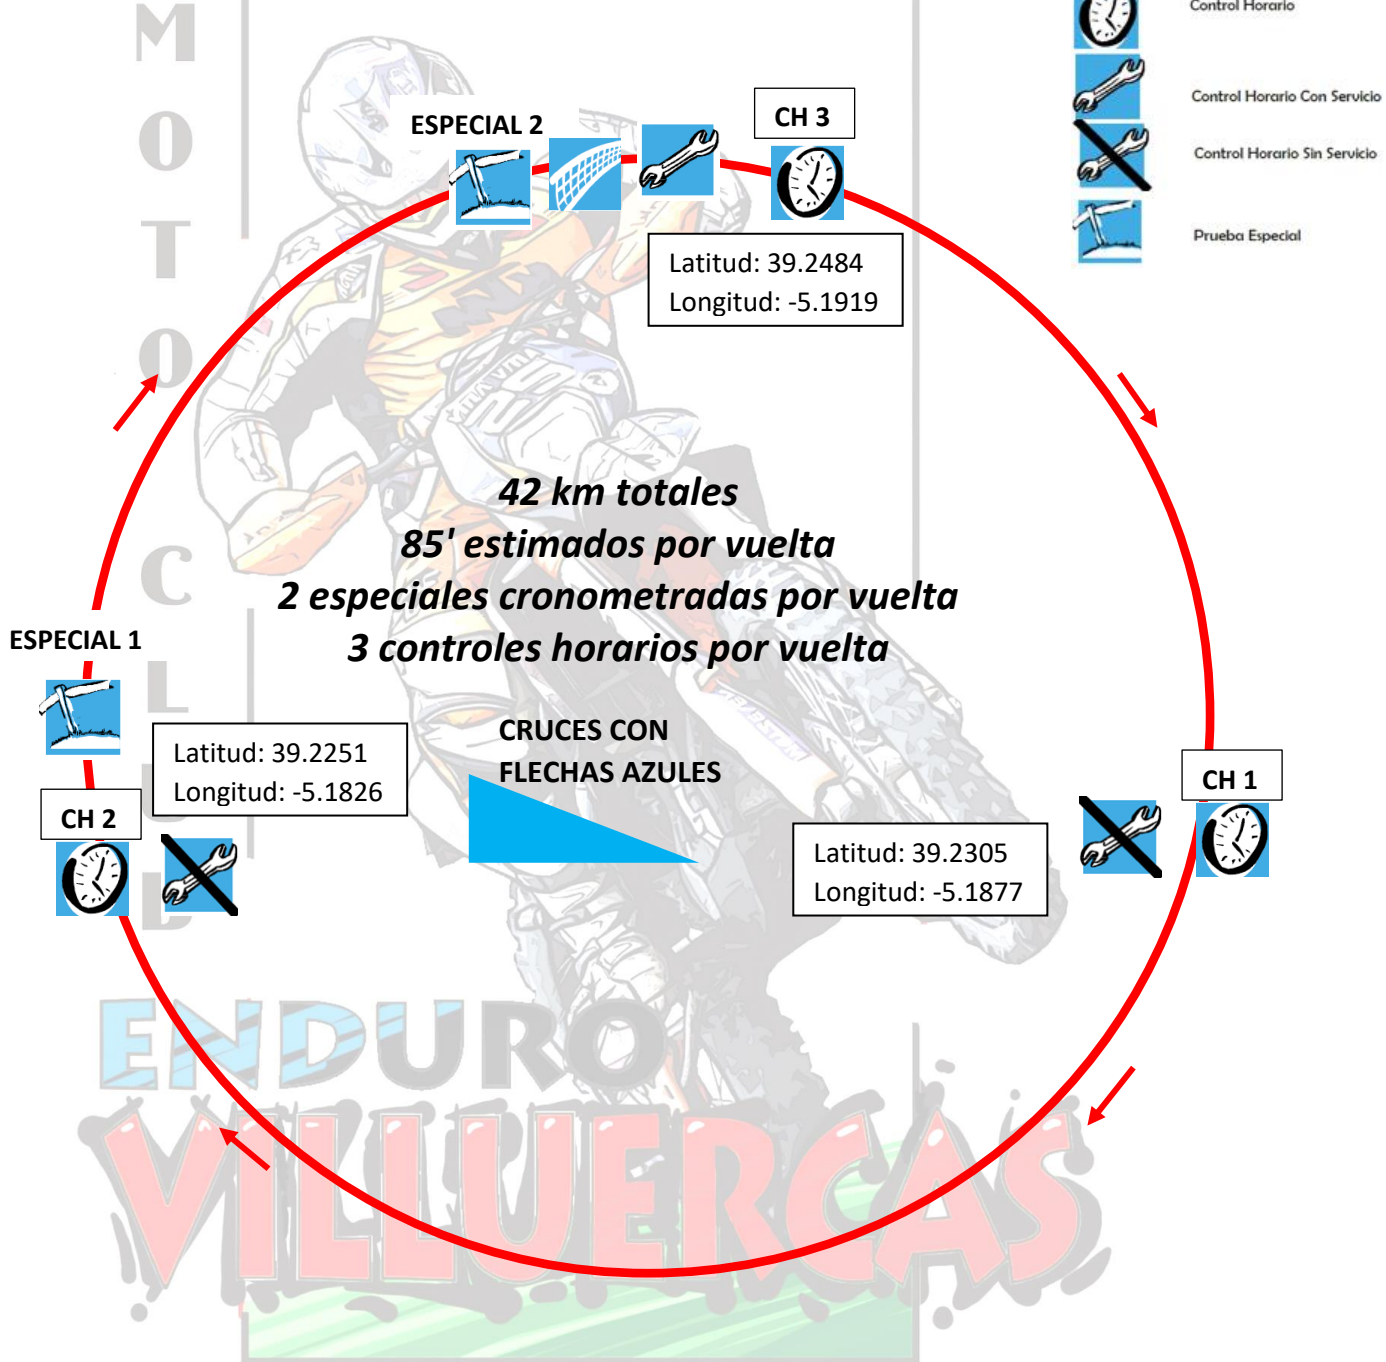 MOTO CLUB
Control Horario
Control Horario Con Servicio
Control Horario Sin Servicio
Prueba Especial
ESPECIAL 2
CH 3
Latitud: 39.2484
Longitud: -5.1919
42 km totales
85' estimados por vuelta
2 especiales cronometradas por vuelta
3 controles horarios por vuelta
ESPECIAL 1
Latitud: 39.2251
Longitud: -5.1826
CH 2
CRUCES CON
FLECHAS AZULES
CH 1
Latitud: 39.2305
Longitud: -5.1877
ENDURO
VILLUERCAS